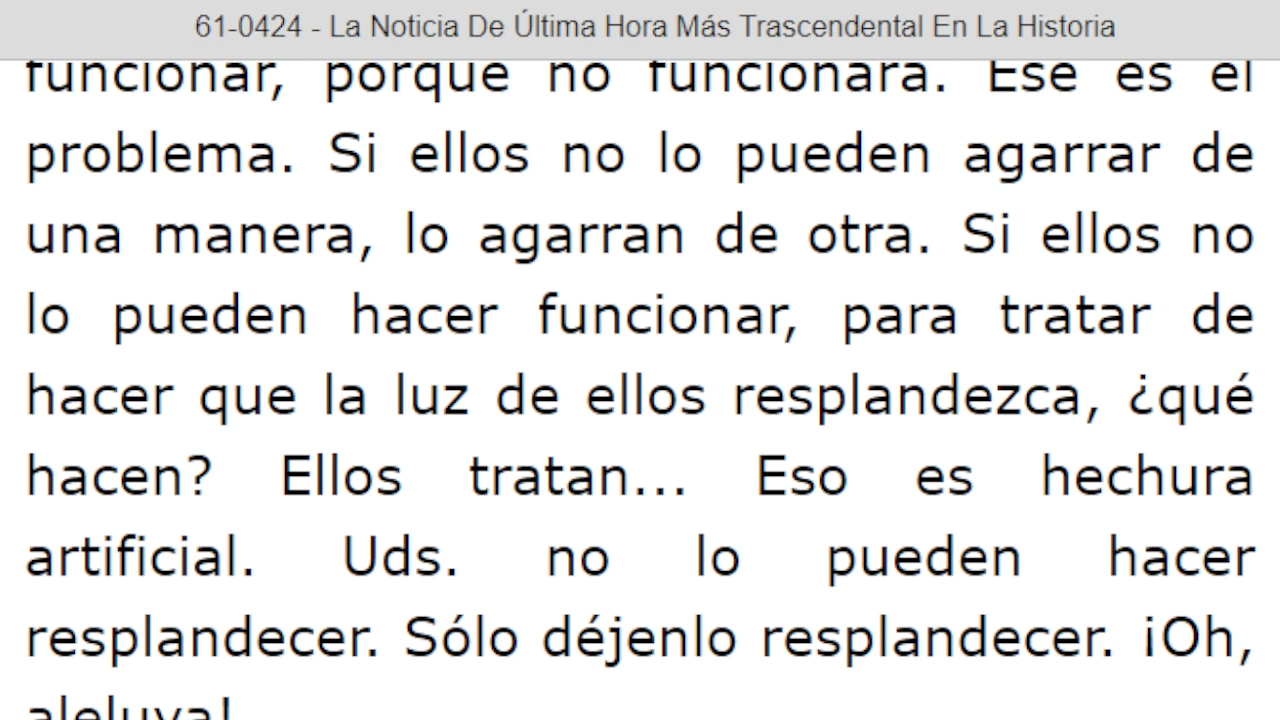 61-0424 - La Noticia De Última Hora Más Trascendental En La Historia
funcionar, porque no funcionará. Ese es el
problema. Si ellos no lo pueden agarrar de
una manera, lo agarran de otra. Si ellos no
lo pueden hacer funcionar, para tratar de
hacer que la luz de ellos resplandezca, ¿qué
hacen? Ellos tratan... Eso es hechura
artificial. Uds. no lo pueden hacer
resplandecer. Sólo déjenlo resplandecer. ¡Oh,
aleluya!